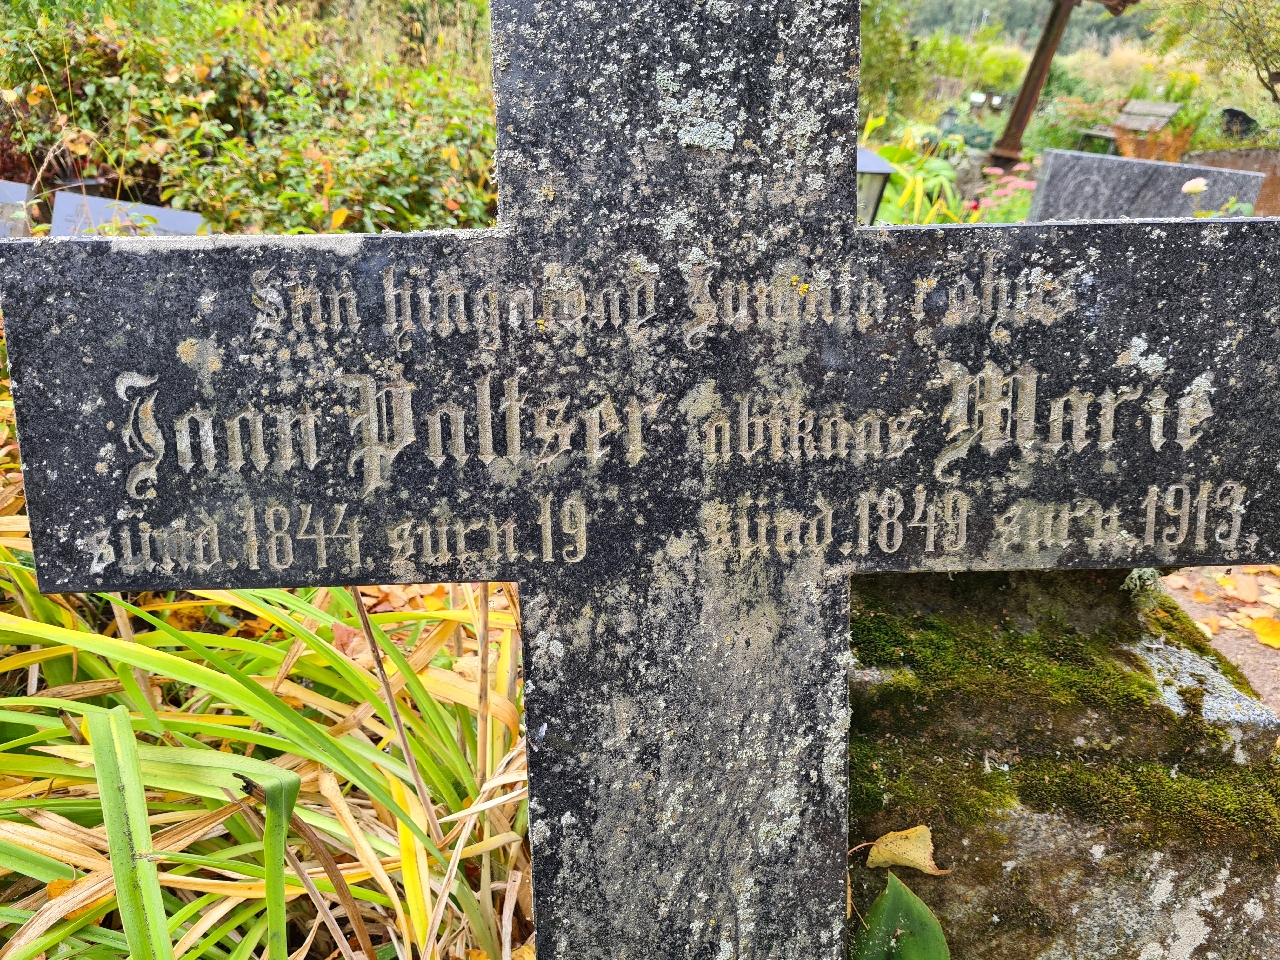 Siin hingawad Jumala rahus
Jaan Paltser abikaas Marie
sünd. 1844. surn. 19 sünd. 1849 surn. 1913.